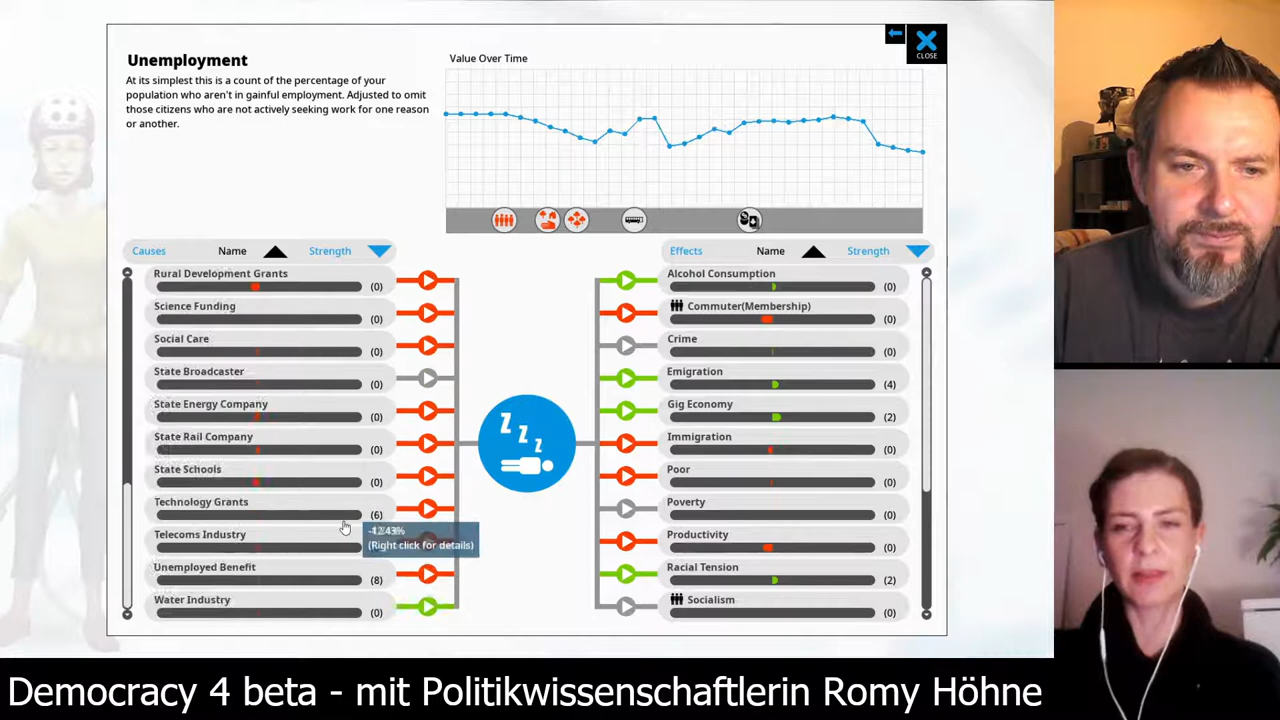 Unemployment
At its simplest this is a count of the percentage of your
population who aren't in gainful employment. Adjusted to omit
those citizens who are not actively seeking work for one reason
or another.
Value Over Time
CLOSE
Causes Name Strength
Rural Development Grants
(0)
Science Funding
(0)
Social Care
(0)
State Broadcaster
(0)
State Energy Company
(0)
State Rail Company
(0)
State Schools
(0)
Technology Grants
(6)
Telecoms Industry
(Right click for details)
Unemployed Benefit
(8)
Water Industry
(0)
Z Z Z
Effects Name Strength
Alcohol Consumption
(0)
Commuter(Membership)
(0)
Crime
(0)
Emigration
(4)
Gig Economy
(2)
Immigration
(0)
Poor
(0)
Poverty
(0)
Productivity
(0)
Racial Tension
(2)
Socialism
(0)
Democracy 4 beta - mit Politikwissenschaftlerin Romy Höhne